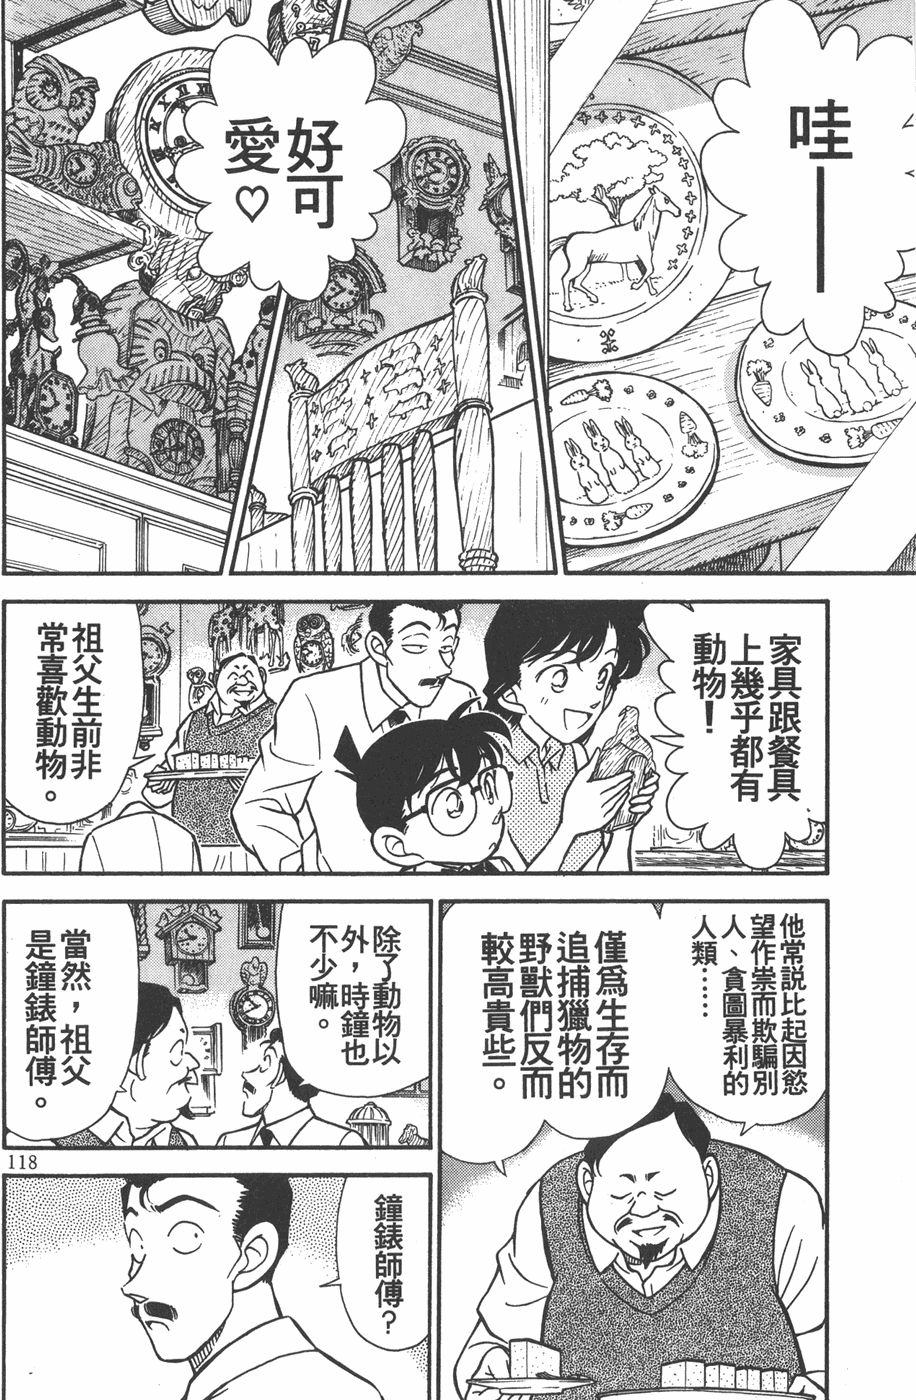 哇——
好可
愛♡
家具跟餐具
上幾乎都有
動物！
祖父生前非
常喜歡動物。
他常説比起因慾
望作祟而欺騙別
人、貪圖暴利的
人類……
僅爲生存而
追捕獵物的
野獸們反而
較高貴些。
除了動物以
外，時鐘也
不少嘛。
當然，祖父
是鐘錶師傅。
鐘錶師傅？
118